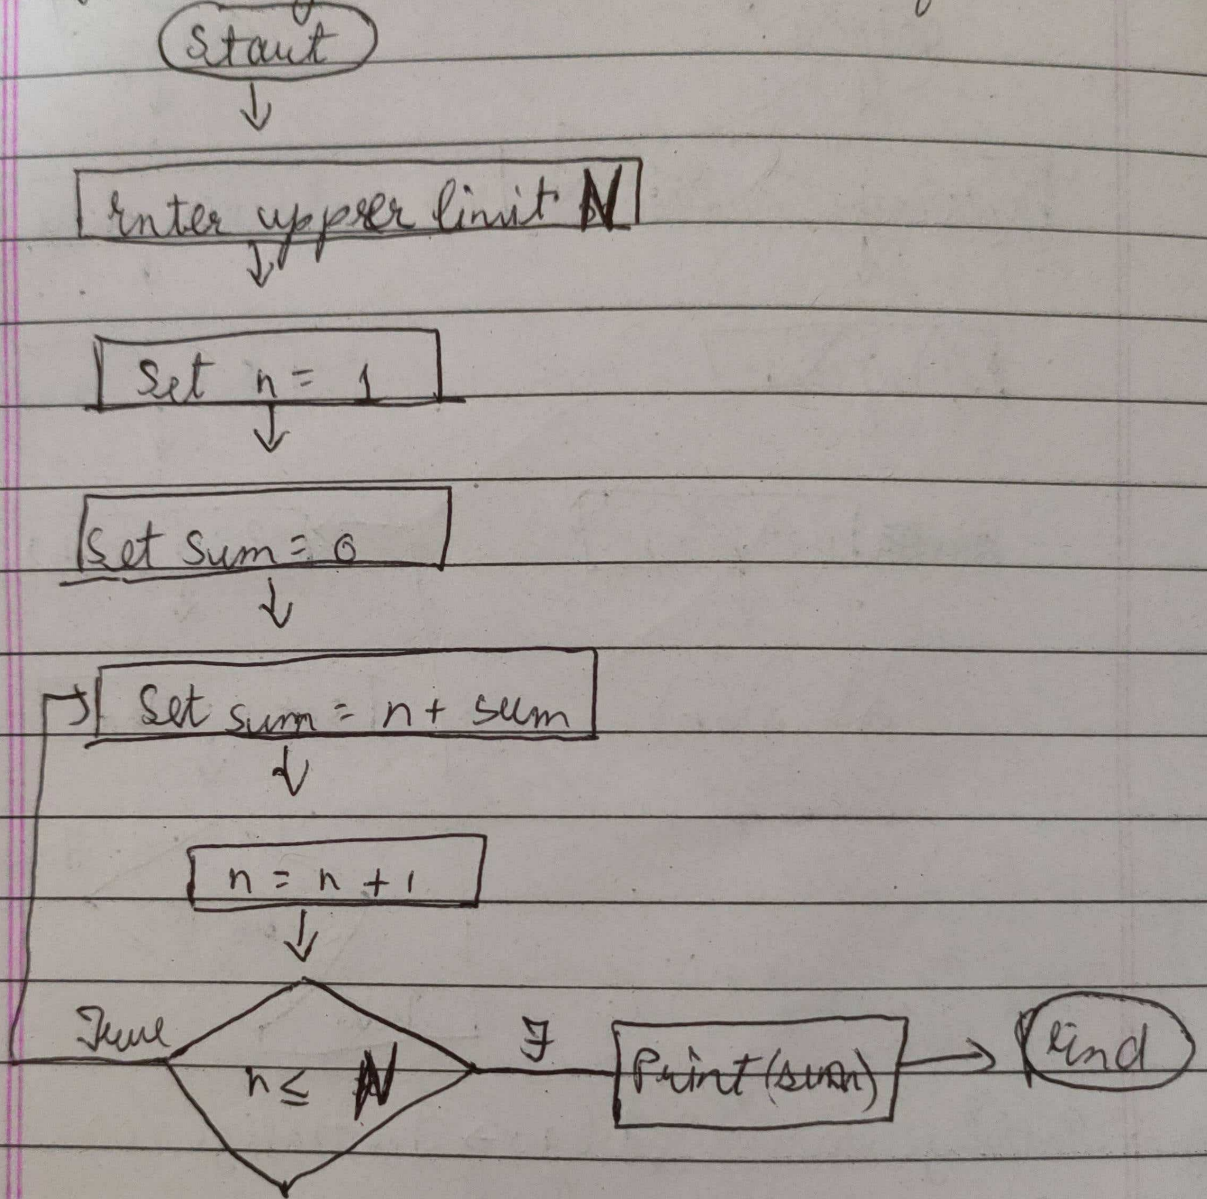 Start
Enter upper limit N
Set n = 1
Set sum = 0
Set sum = n + sum
n = n + 1
True
n ≤ N
F
Print (sum)
End